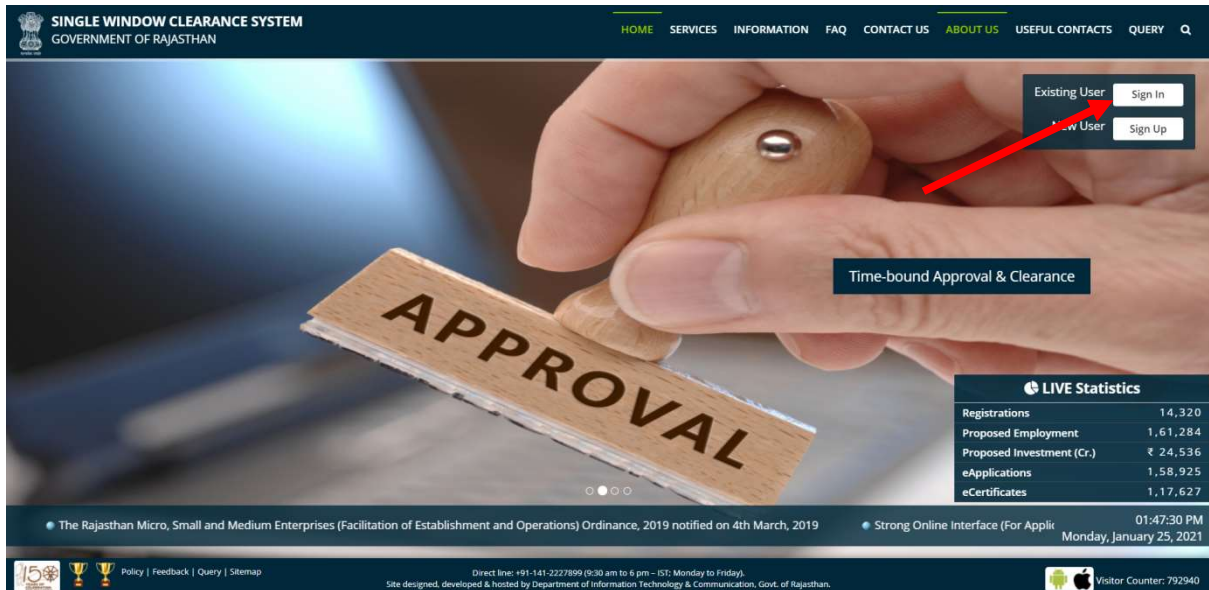 SINGLE WINDOW CLEARANCE SYSTEM
GOVERNMENT OF RAJASTHAN
HOME SERVICES INFORMATION FAQ CONTACT US ABOUT US USEFUL CONTACTS QUERY
Existing User Sign In
New User Sign Up
Time-bound Approval & Clearance
APPROVAL
LIVE Statistics
Registrations 14,320
Proposed Employment 1,61,284
Proposed Investment (Cr.) ₹ 24,536
eApplications 1,58,925
eCertificates 1,17,627
The Rajasthan Micro, Small and Medium Enterprises (Facilitation of Establishment and Operations) Ordinance, 2019 notified on 4th March, 2019
Strong Online Interface (For Applic
01:47:30 PM
Monday, January 25, 2021
Policy | Feedback | Query | Sitemap
Direct line: +91-141-2227899 (9:30 am to 6 pm – IST; Monday to Friday).
Site designed, developed & hosted by Department of Information Technology & Communication, Govt. of Rajasthan.
Visitor Counter: 792940